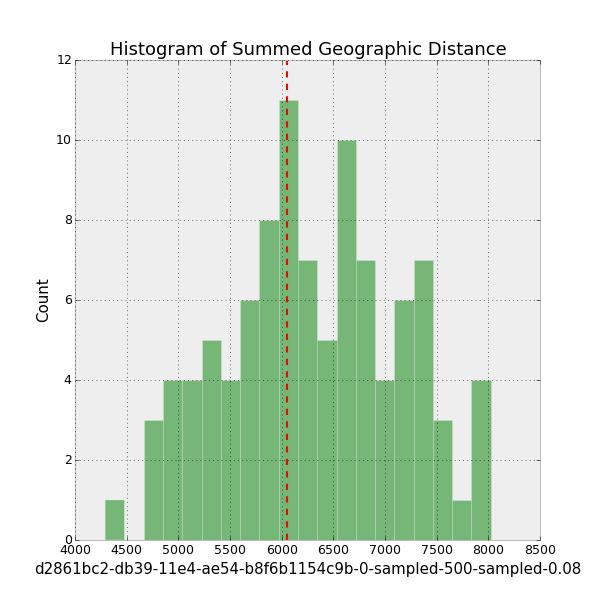 Histogram of Summed Geographic Distance
12
10
8
6
4
2
0
Count
4000 4500 5000 5500 6000 6500 7000 7500 8000 8500
d2861bc2-db39-11e4-ae54-b8f6b1154c9b-0-sampled-500-sampled-0.08